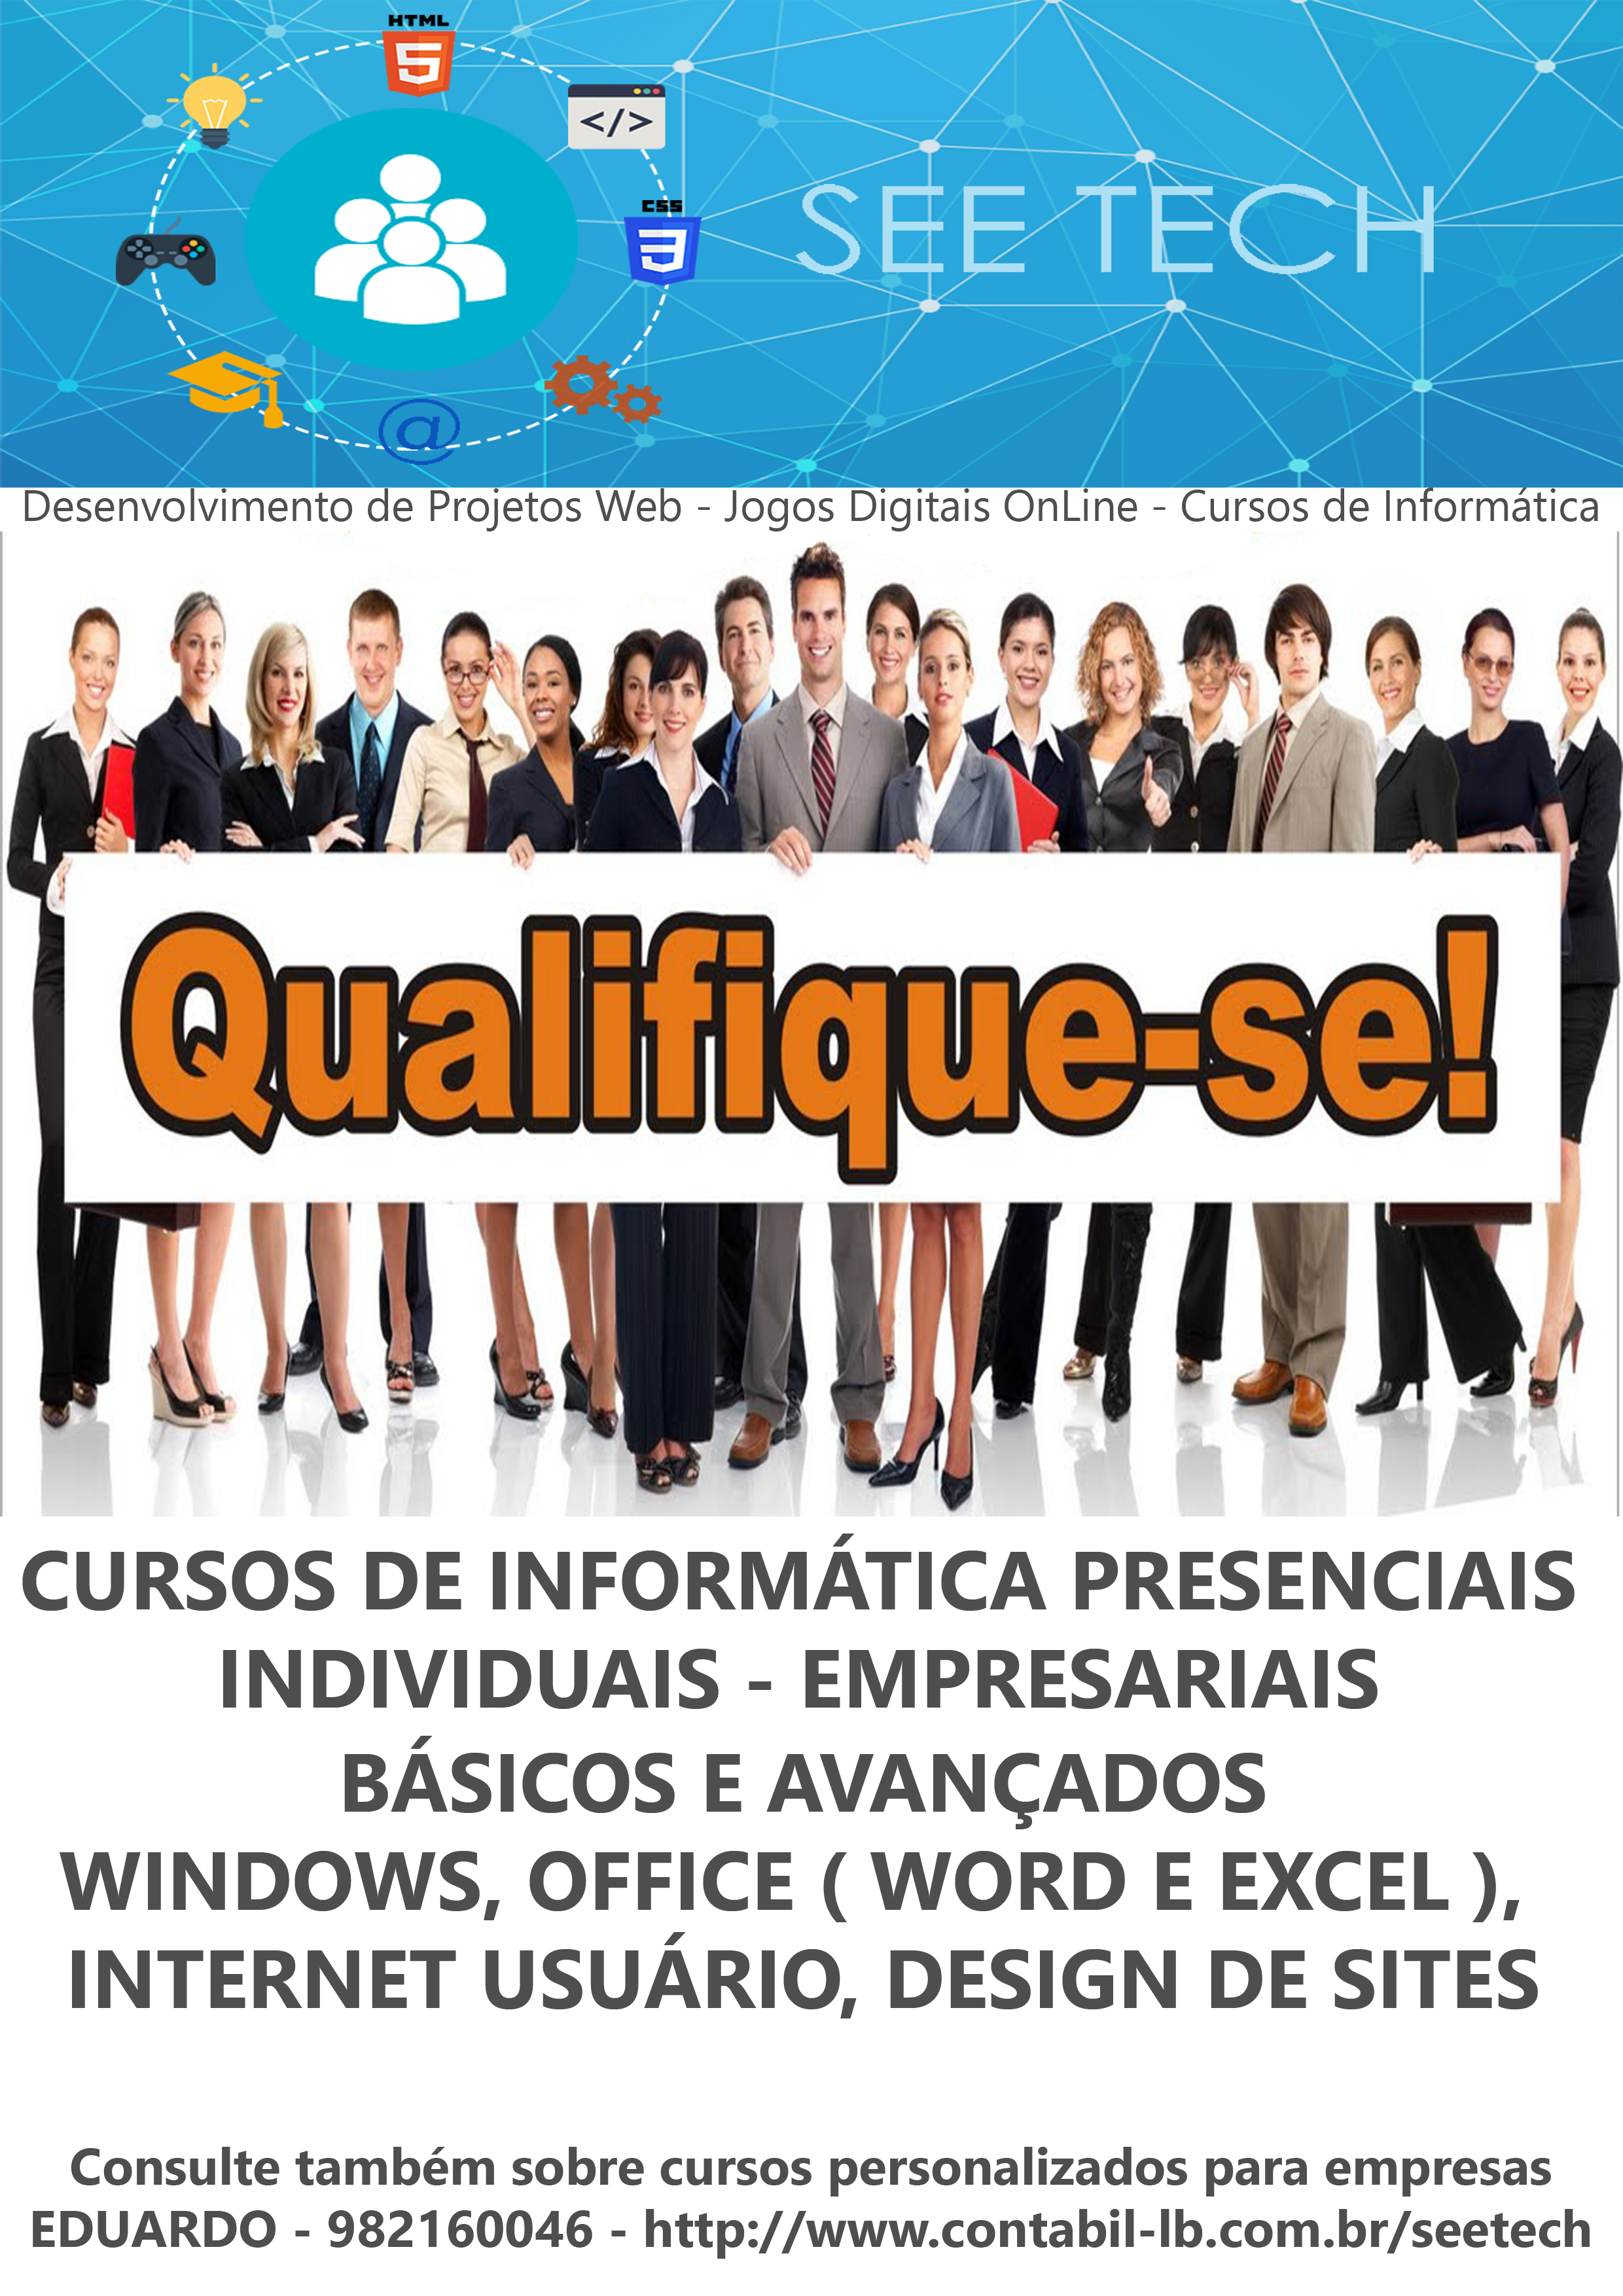 HTML
5
</>
CSS
3
SEE TECH
@
Desenvolvimento de Projetos Web - Jogos Digitais OnLine - Cursos de Informática
Qualifique-se!
CURSOS DE INFORMÁTICA PRESENCIAIS
INDIVIDUAIS - EMPRESARIAIS
BÁSICOS E AVANÇADOS
WINDOWS, OFFICE ( WORD E EXCEL ),
INTERNET USUÁRIO, DESIGN DE SITES
Consulte também sobre cursos personalizados para empresas
EDUARDO - 982160046 - http://www.contabil-lb.com.br/seetech